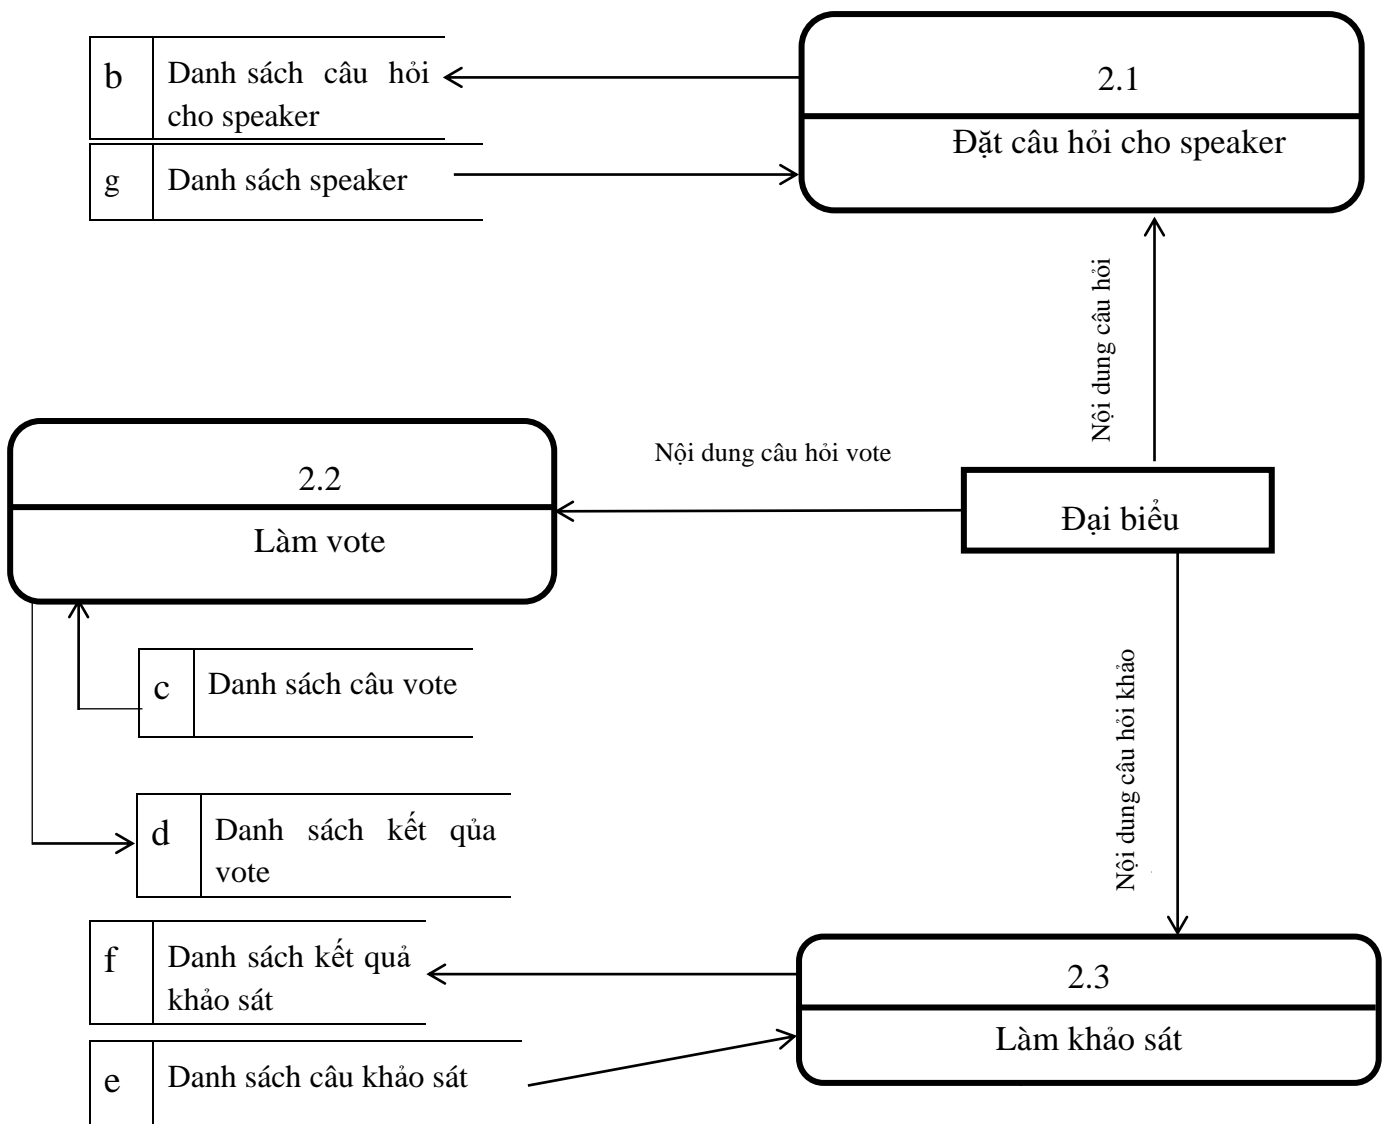 b
Danh sách câu hỏi
cho speaker
g
Danh sách speaker
2.1
Đặt câu hỏi cho speaker
Nội dung câu hỏi
2.2
Làm vote
Nội dung câu hỏi vote
Đại biểu
c
Danh sách câu vote
d
Danh sách kết qủa
vote
Nội dung câu hỏi khảo
f
Danh sách kết quả
khảo sát
e
Danh sách câu khảo sát
2.3
Làm khảo sát